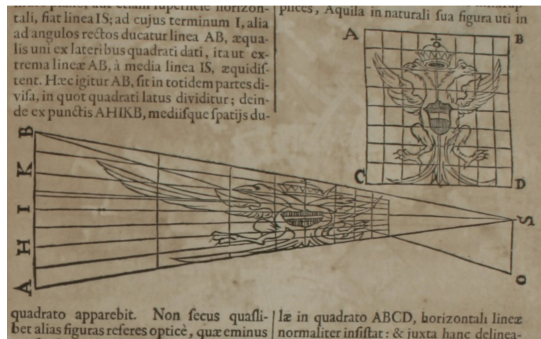 tali, fiat linea IS; ad cujus termínum I, alia
ad angulos rectos ducatur linea AB, æqua-
lis uni ex lateribus quadrati dati, ita ut ex-
trema lineæ AB, à media linea IS, æquidis-
tent. Hæc igitur AB, sit in totidem partes di-
visa, in quot quadrati latus dividitur; dein-
de ex punctis AHIKB, mediisque spatijs du-
plices, Aquila in naturali sua figura uti in
A
B
C
D
B
K
I
H
A
S
O
quadrato apparebit. Non secus quasli-
bet alias figuras referes opticè, quæ eminus
læ in quadrato ABCD, horizontali lineæ
normaliter insistat: & juxta hanc delinea-